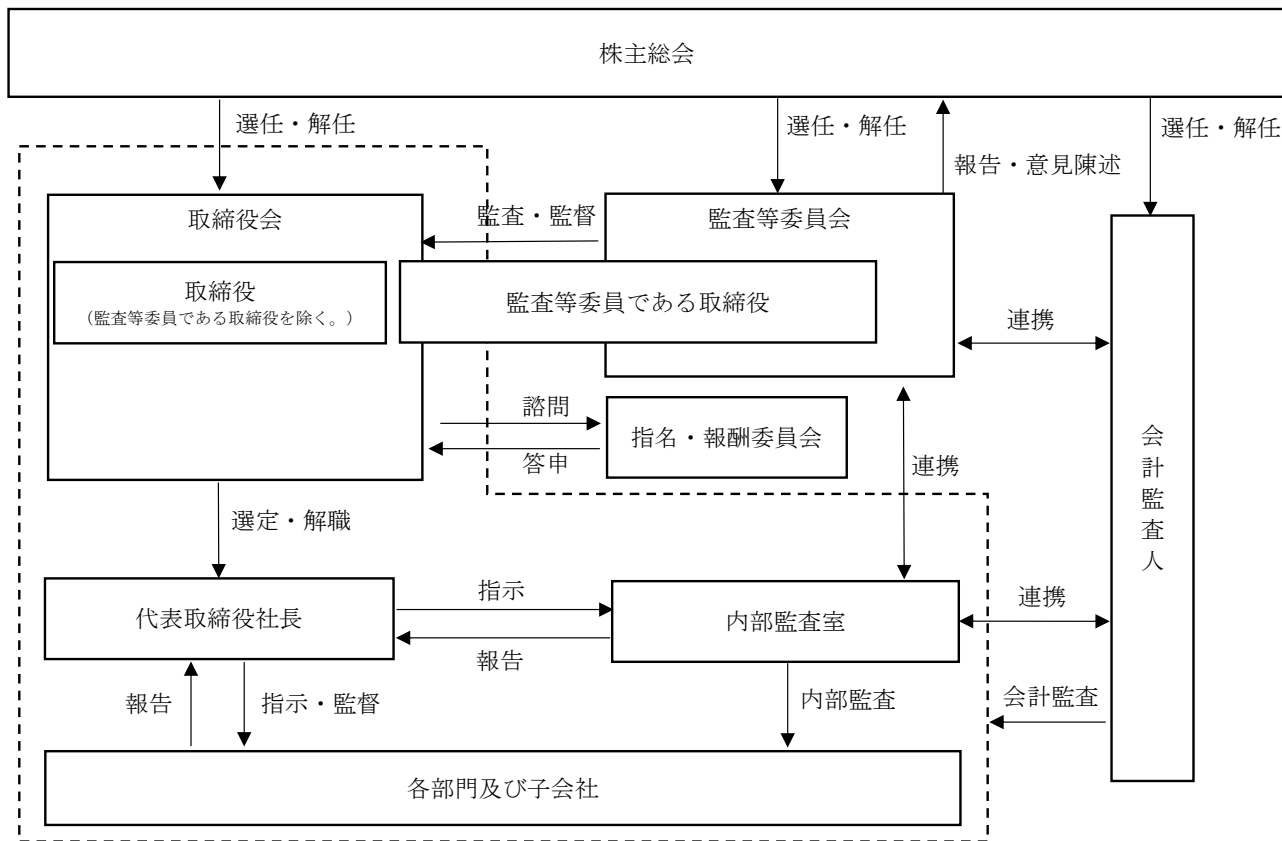 株主総会
選任・解任
選任・解任
選任・解任
報告・意見陳述
取締役会
監査・監督
監査等委員会
取締役
（監査等委員である取締役を除く。）
監査等委員である取締役
連携
諮問
答申
指名・報酬委員会
連携
会計監査人
選定・解職
代表取締役社長
指示
報告
内部監査室
連携
報告
指示・監督
内部監査
会計監査
各部門及び子会社